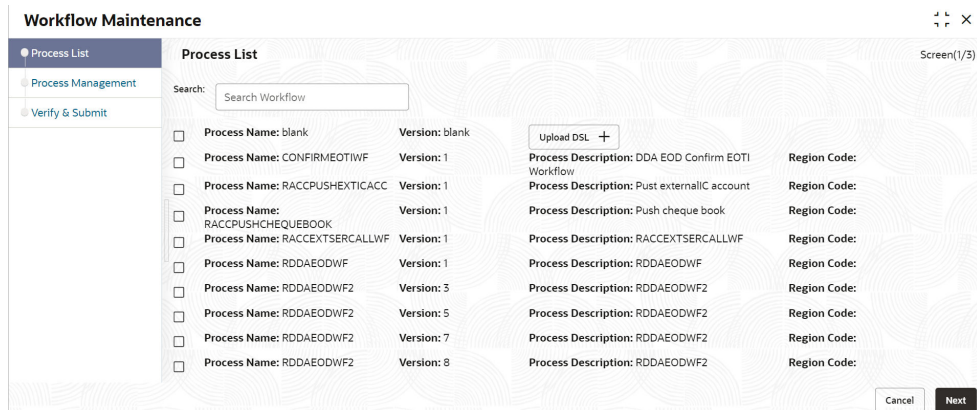 Workflow Maintenance
Process List
Process Management
Verify & Submit
Process List
Screen(1/3)
Search:
Search Workflow
Process Name: blank Version: blank Upload DSL +
Process Name: CONFIRMEOTIWF Version: 1 Process Description: DDA EOD Confirm EOTI Region Code:
Workflow
Process Name: RACCPUSHEXTICACC Version: 1 Process Description: Pust externalIC account Region Code:
Process Name: Version: 1 Process Description: Push cheque book Region Code:
RACCPUSHCHEQUEBOOK
Process Name: RACCEXTSERCALLWF Version: 1 Process Description: RACCEXTSERCALLWF Region Code:
Process Name: RDDAEODWF Version: 1 Process Description: RDDAEODWF Region Code:
Process Name: RDDAEODWF2 Version: 3 Process Description: RDDAEODWF2 Region Code:
Process Name: RDDAEODWF2 Version: 5 Process Description: RDDAEODWF2 Region Code:
Process Name: RDDAEODWF2 Version: 7 Process Description: RDDAEODWF2 Region Code:
Process Name: RDDAEODWF2 Version: 8 Process Description: RDDAEODWF2 Region Code:
Cancel
Next